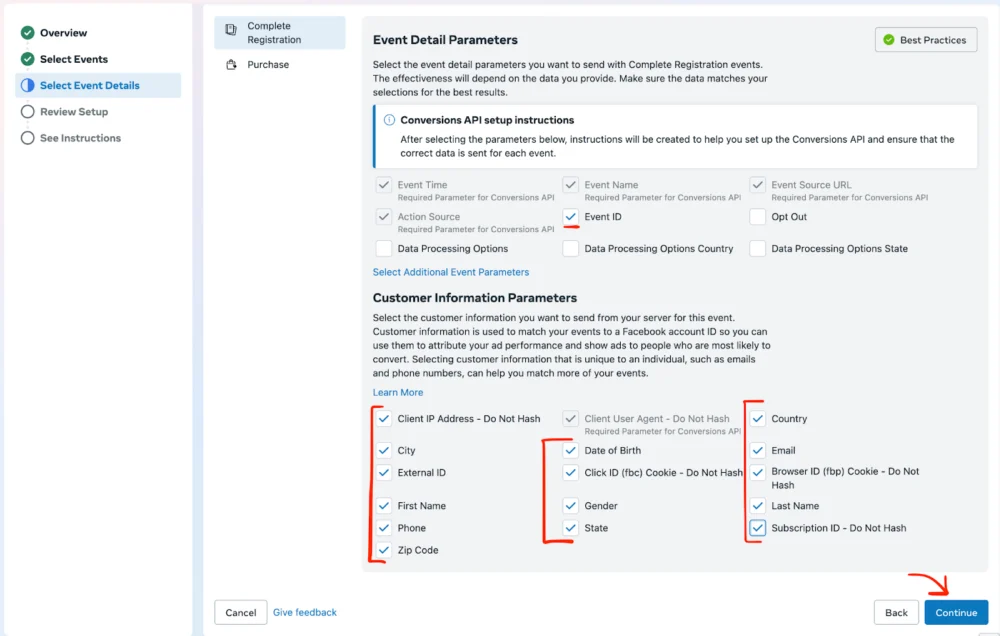 Overview
Select Events
Select Event Details
Review Setup
See Instructions
Complete
Registration
Purchase
Event Detail Parameters
Best Practices
Select the event detail parameters you want to send with Complete Registration events.
The effectiveness will depend on the data you provide. Make sure the data matches your
selections for the best results.
Conversions API setup instructions
After selecting the parameters below, instructions will be created to help you set up the Conversions API and ensure that the
correct data is sent for each event.
Event Time
Required Parameter for Conversions API
Event Name
Required Parameter for Conversions API
Event Source URL
Required Parameter for Conversions API
Action Source
Required Parameter for Conversions API
Event ID
Opt Out
Data Processing Options
Data Processing Options Country
Data Processing Options State
Select Additional Event Parameters
Customer Information Parameters
Select the customer information you want to send from your server for this event.
Customer information is used to match your events to a Facebook account ID so you can
use them to attribute your ad performance and show ads to people who are most likely to
convert. Selecting customer information that is unique to an individual, such as emails
and phone numbers, can help you match more of your events.
Learn More
Client IP Address - Do Not Hash
Client User Agent - Do Not Hash
Required Parameter for Conversions API
Country
City
Date of Birth
Email
External ID
Click ID (fbc) Cookie - Do Not Hash
Browser ID (fbp) Cookie - Do Not
Hash
First Name
Gender
Last Name
Phone
State
Subscription ID - Do Not Hash
Zip Code
Cancel
Give feedback
Back
Continue